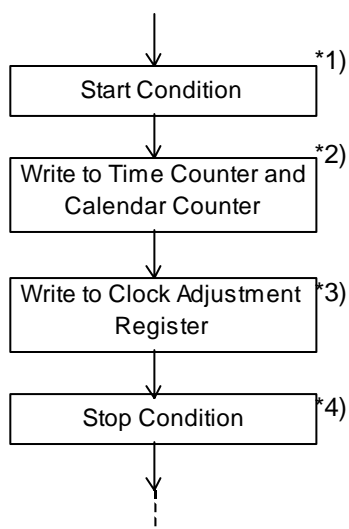 *1)
Start Condition
*2)
Write to Time Counter and
Calendar Counter
*3)
Write to Clock Adjustment
Register
*4)
Stop Condition